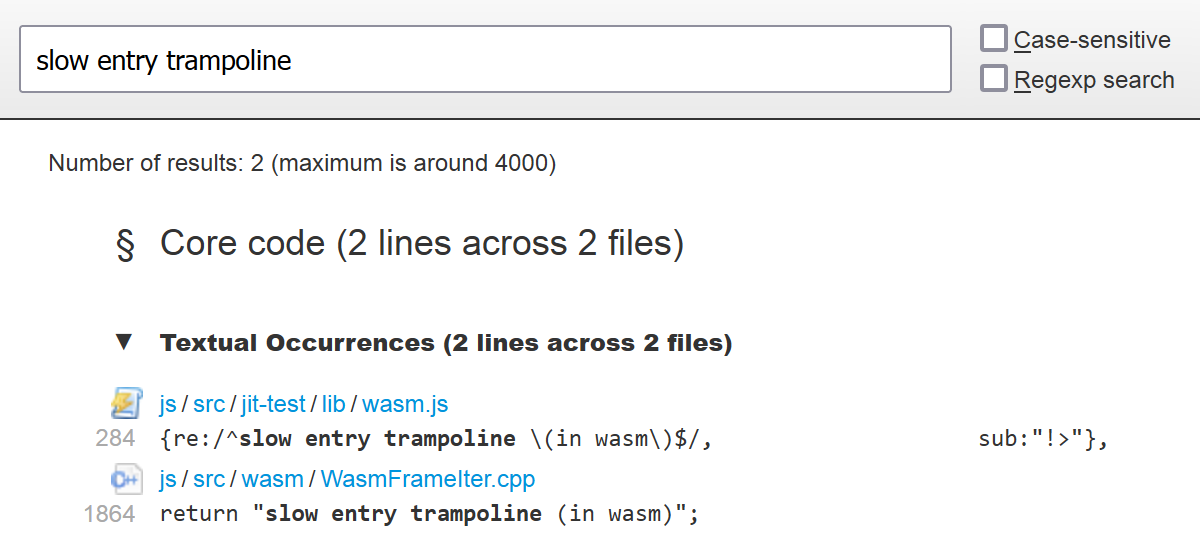 slow entry trampoline
Case-sensitive
Regexp search
Number of results: 2 (maximum is around 4000)
§ Core code (2 lines across 2 files)
▼ Textual Occurrences (2 lines across 2 files)
js/src/jit-test/lib/wasm.js
284 {re:/^slow entry trampoline \(in wasm\)$/, sub:"!>"},
C++ js/src/wasm/WasmFrameIter.cpp
1864 return "slow entry trampoline (in wasm)";